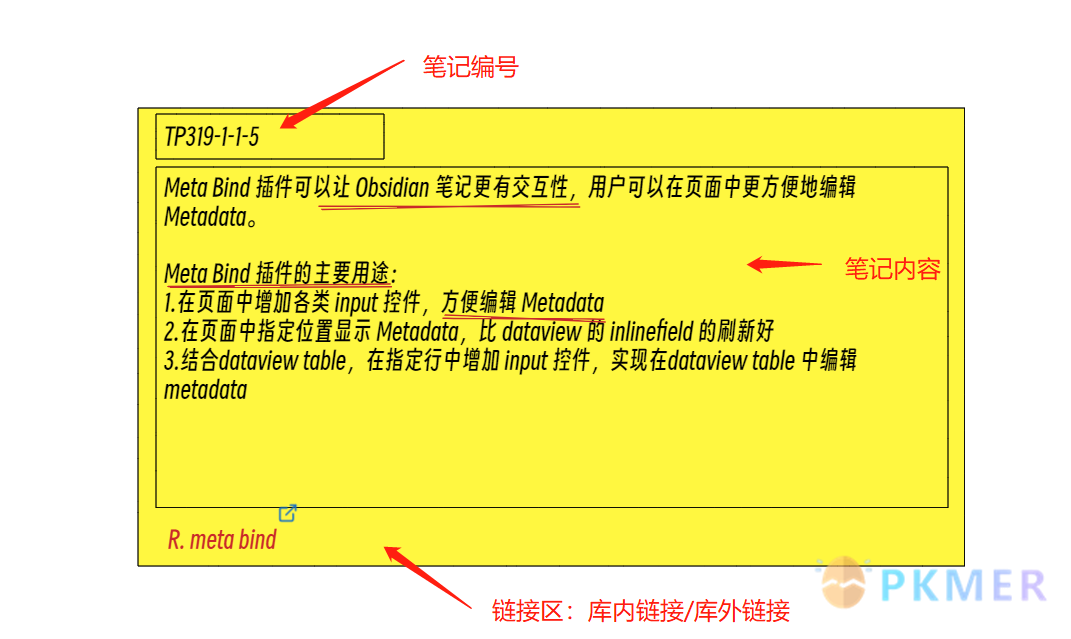 笔记编号
TP319-1-1-5
Meta Bind 插件可以让 Obsidian 笔记更有交互性，用户可以在页面中更方便地编辑
Metadata。
Meta Bind 插件的主要用途：
1.在页面中增加各类 input 控件，方便编辑 Metadata
2.在页面中指定位置显示 Metadata，比 dataview 的 inlinefield 的刷新好
3.结合dataview table，在指定行中增加 input 控件，实现在dataview table 中编辑
metadata
笔记内容
R. meta bind
链接区：库内链接/库外链接
PKMER